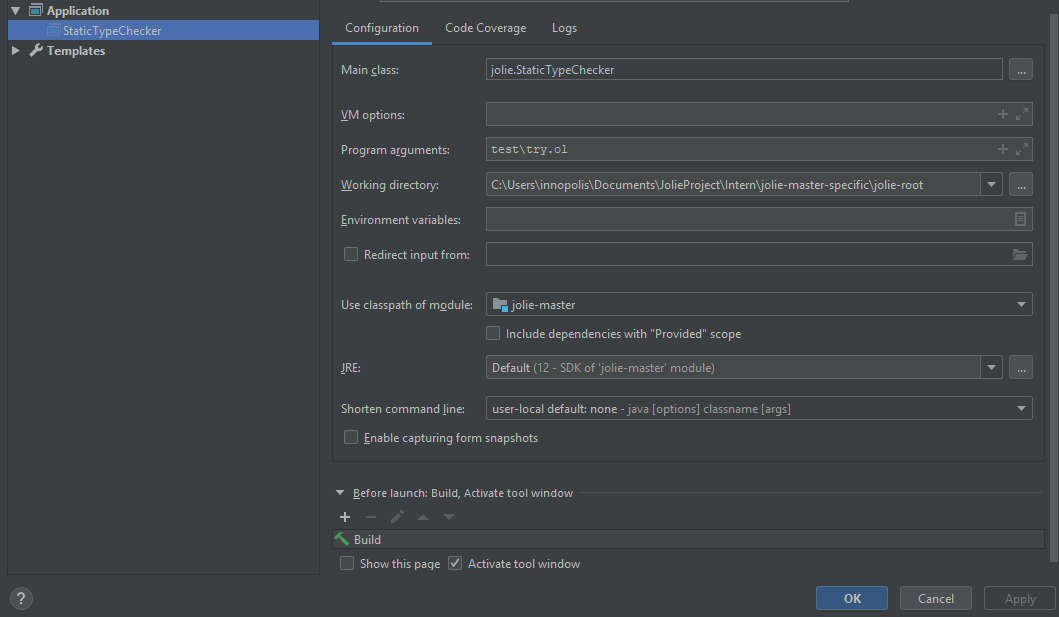 Application
StaticTypeChecker
Templates
Configuration Code Coverage Logs
Main class: jolie.StaticTypeChecker ...
VM options:
Program arguments: test\try.ol
Working directory: C:\Users\innopolis\Documents\JolieProject\Intern\jolie-master-specific\jolie-root ...
Environment variables:
Redirect input from:
Use classpath of module: jolie-master
Include dependencies with "Provided" scope
JRE: Default (12 - SDK of 'jolie-master' module) ...
Shorten command line: user-local default: none - java [options] classname [args]
Enable capturing form snapshots
Before launch: Build, Activate tool window
Build
Show this page Activate tool window
? OK Cancel Apply